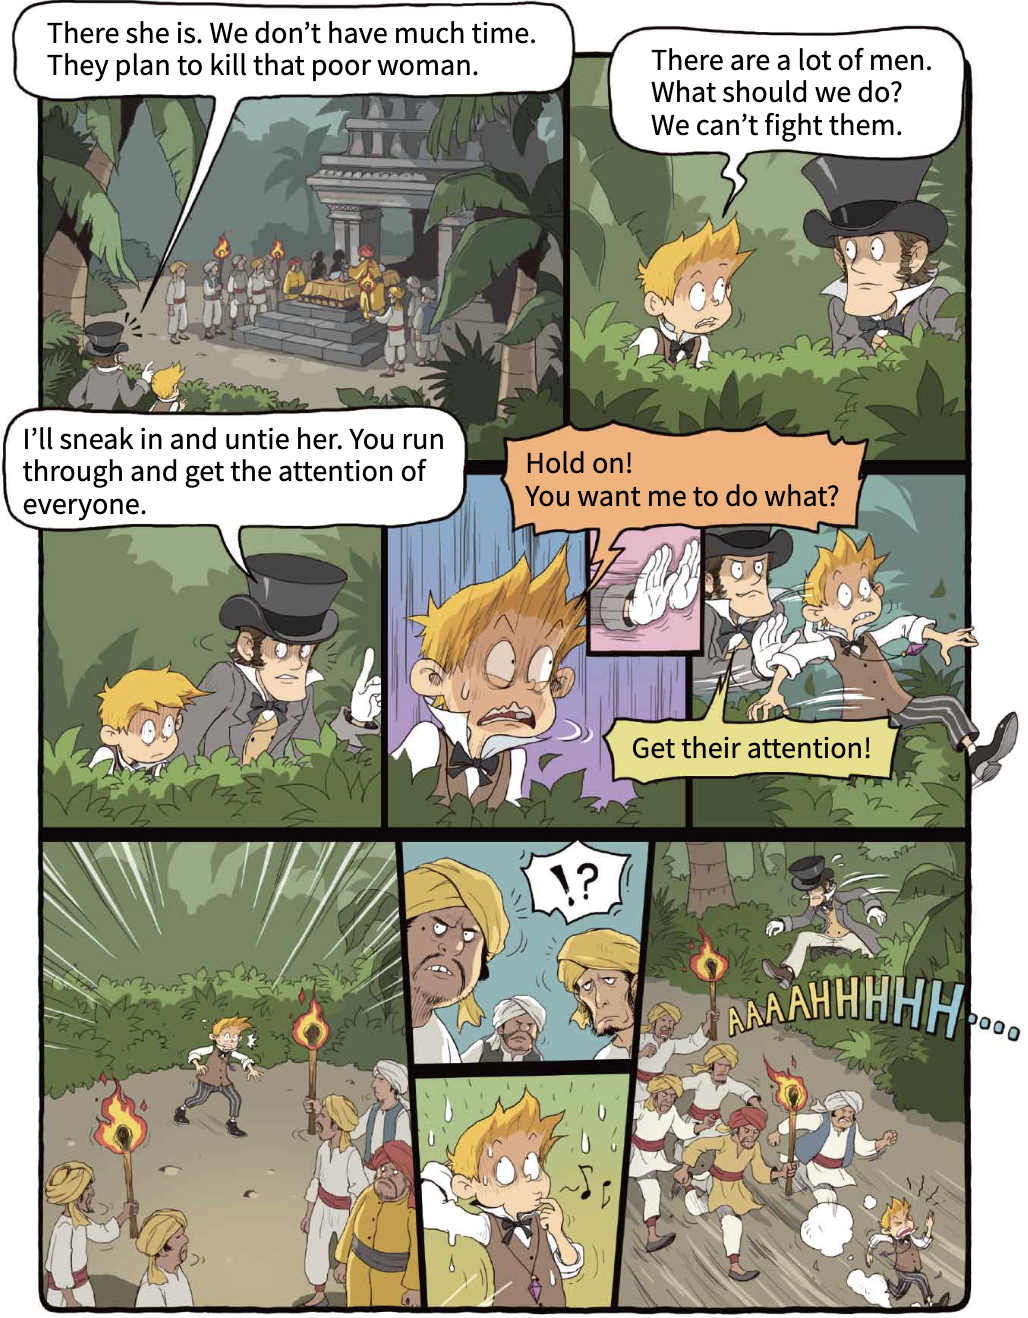 There she is. We don't have much time.
They plan to kill that poor woman.
There are a lot of men.
What should we do?
We can't fight them.
I'll sneak in and untie her. You run
through and get the attention of
everyone.
Hold on!
You want me to do what?
Get their attention!
!?
AAAAHHHHHH....